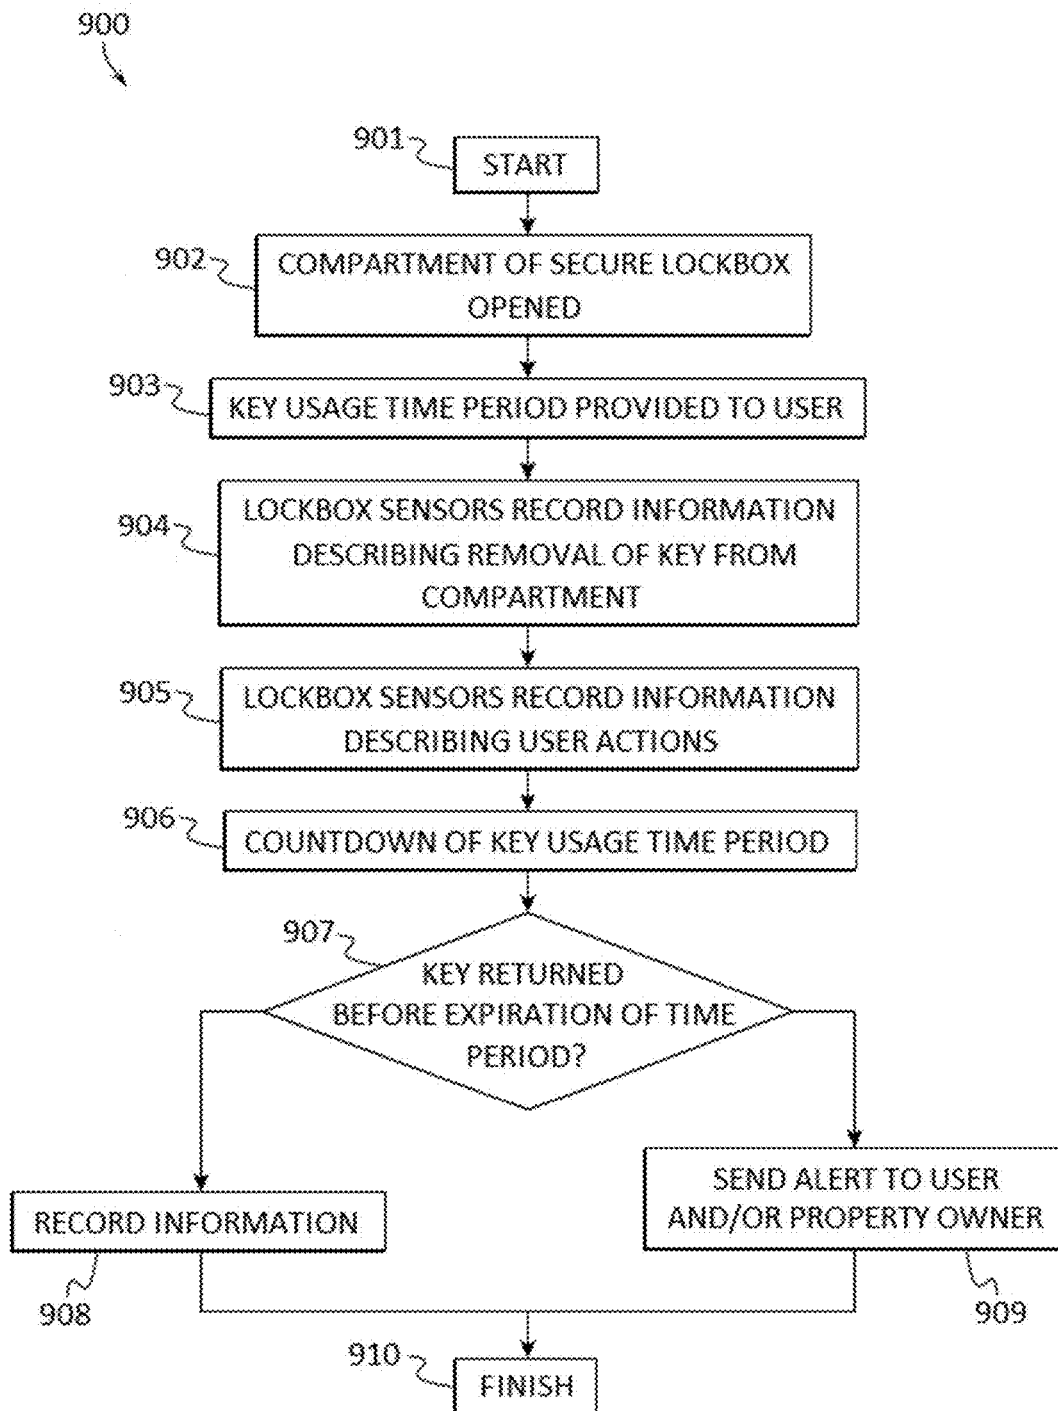 900
901
START
902
COMPARTMENT OF SECURE LOCKBOX
OPENED
903
KEY USAGE TIME PERIOD PROVIDED TO USER
904
LOCKBOX SENSORS RECORD INFORMATION
DESCRIBING REMOVAL OF KEY FROM
COMPARTMENT
905
LOCKBOX SENSORS RECORD INFORMATION
DESCRIBING USER ACTIONS
906
COUNTDOWN OF KEY USAGE TIME PERIOD
907
KEY RETURNED
BEFORE EXPIRATION OF TIME
PERIOD?
RECORD INFORMATION
908
SEND ALERT TO USER
AND/OR PROPERTY OWNER
909
910
FINISH